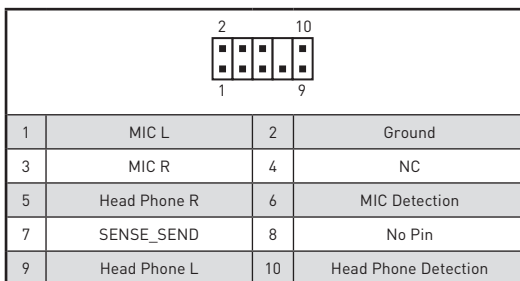 2 10
1 9
1 MIC L 2 Ground
3 MIC R 4 NC
5 Head Phone R 6 MIC Detection
7 SENSE_SEND 8 No Pin
9 Head Phone L 10 Head Phone Detection